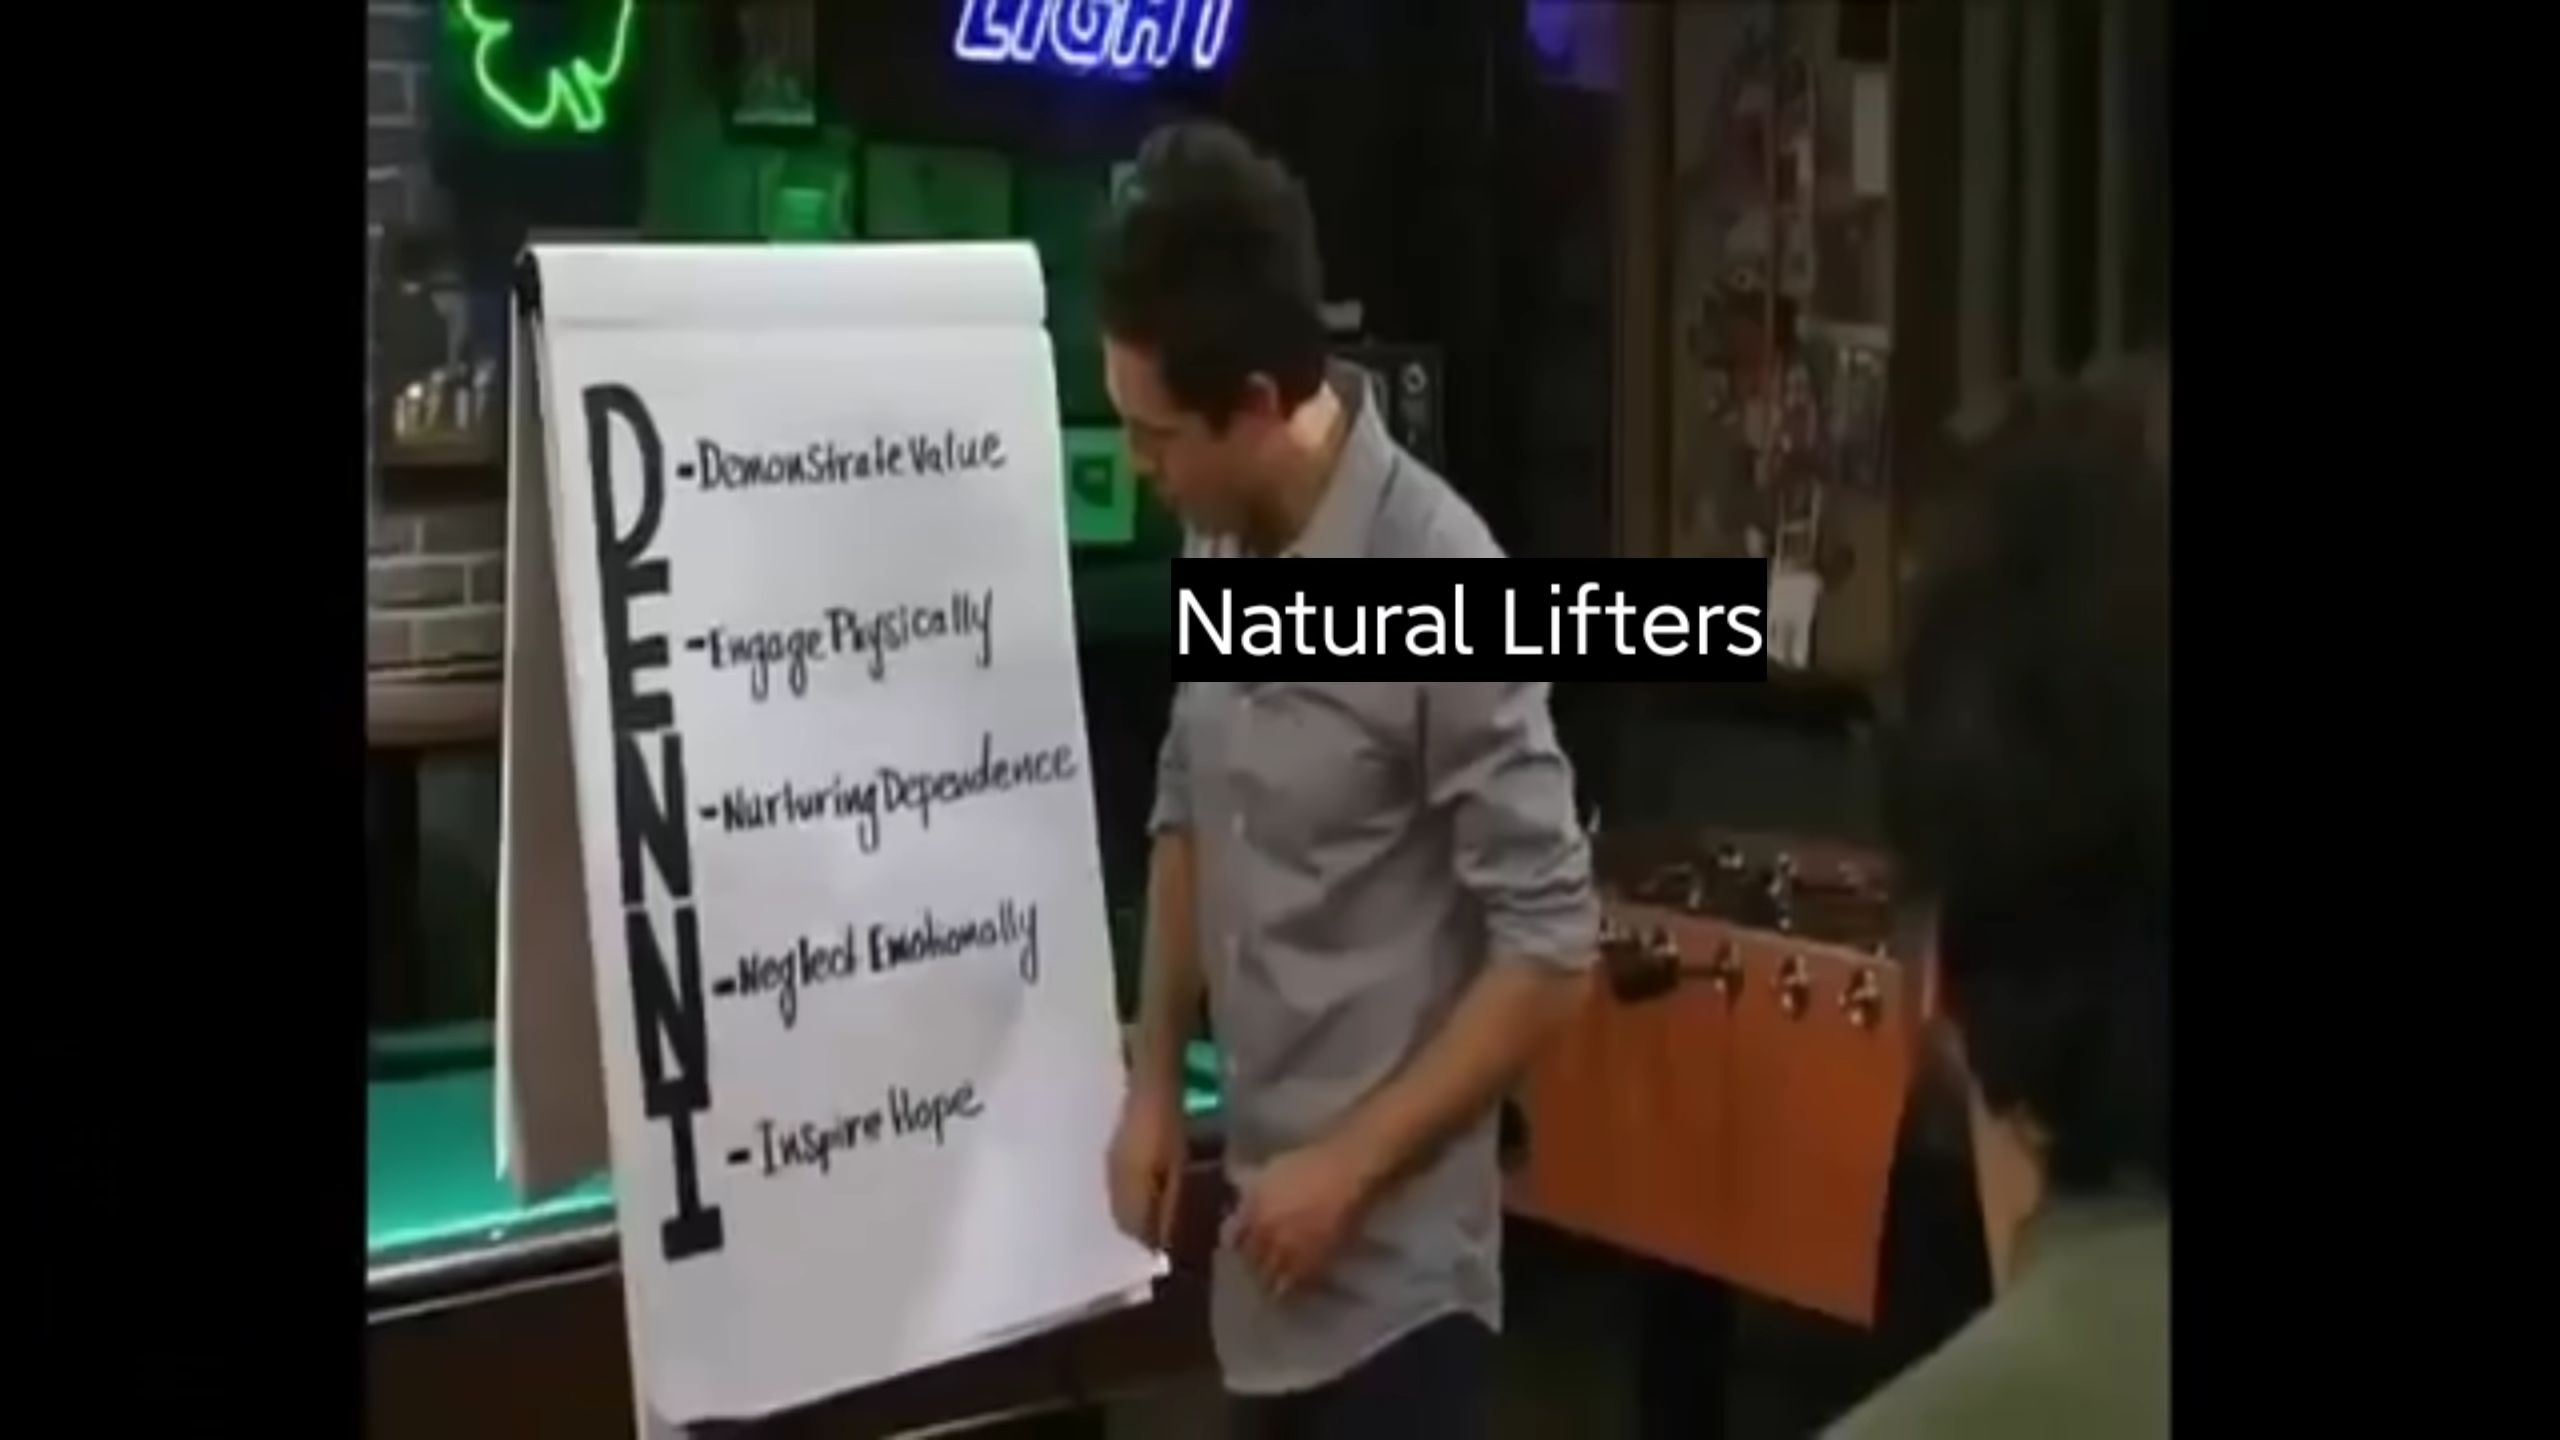 LIGHT
D
- Demonstrate Value
E
- Engage Physically
N
- Nurturing Dependence
N
- Neglect Emotionally
I
- Inspire Hope
Natural Lifters